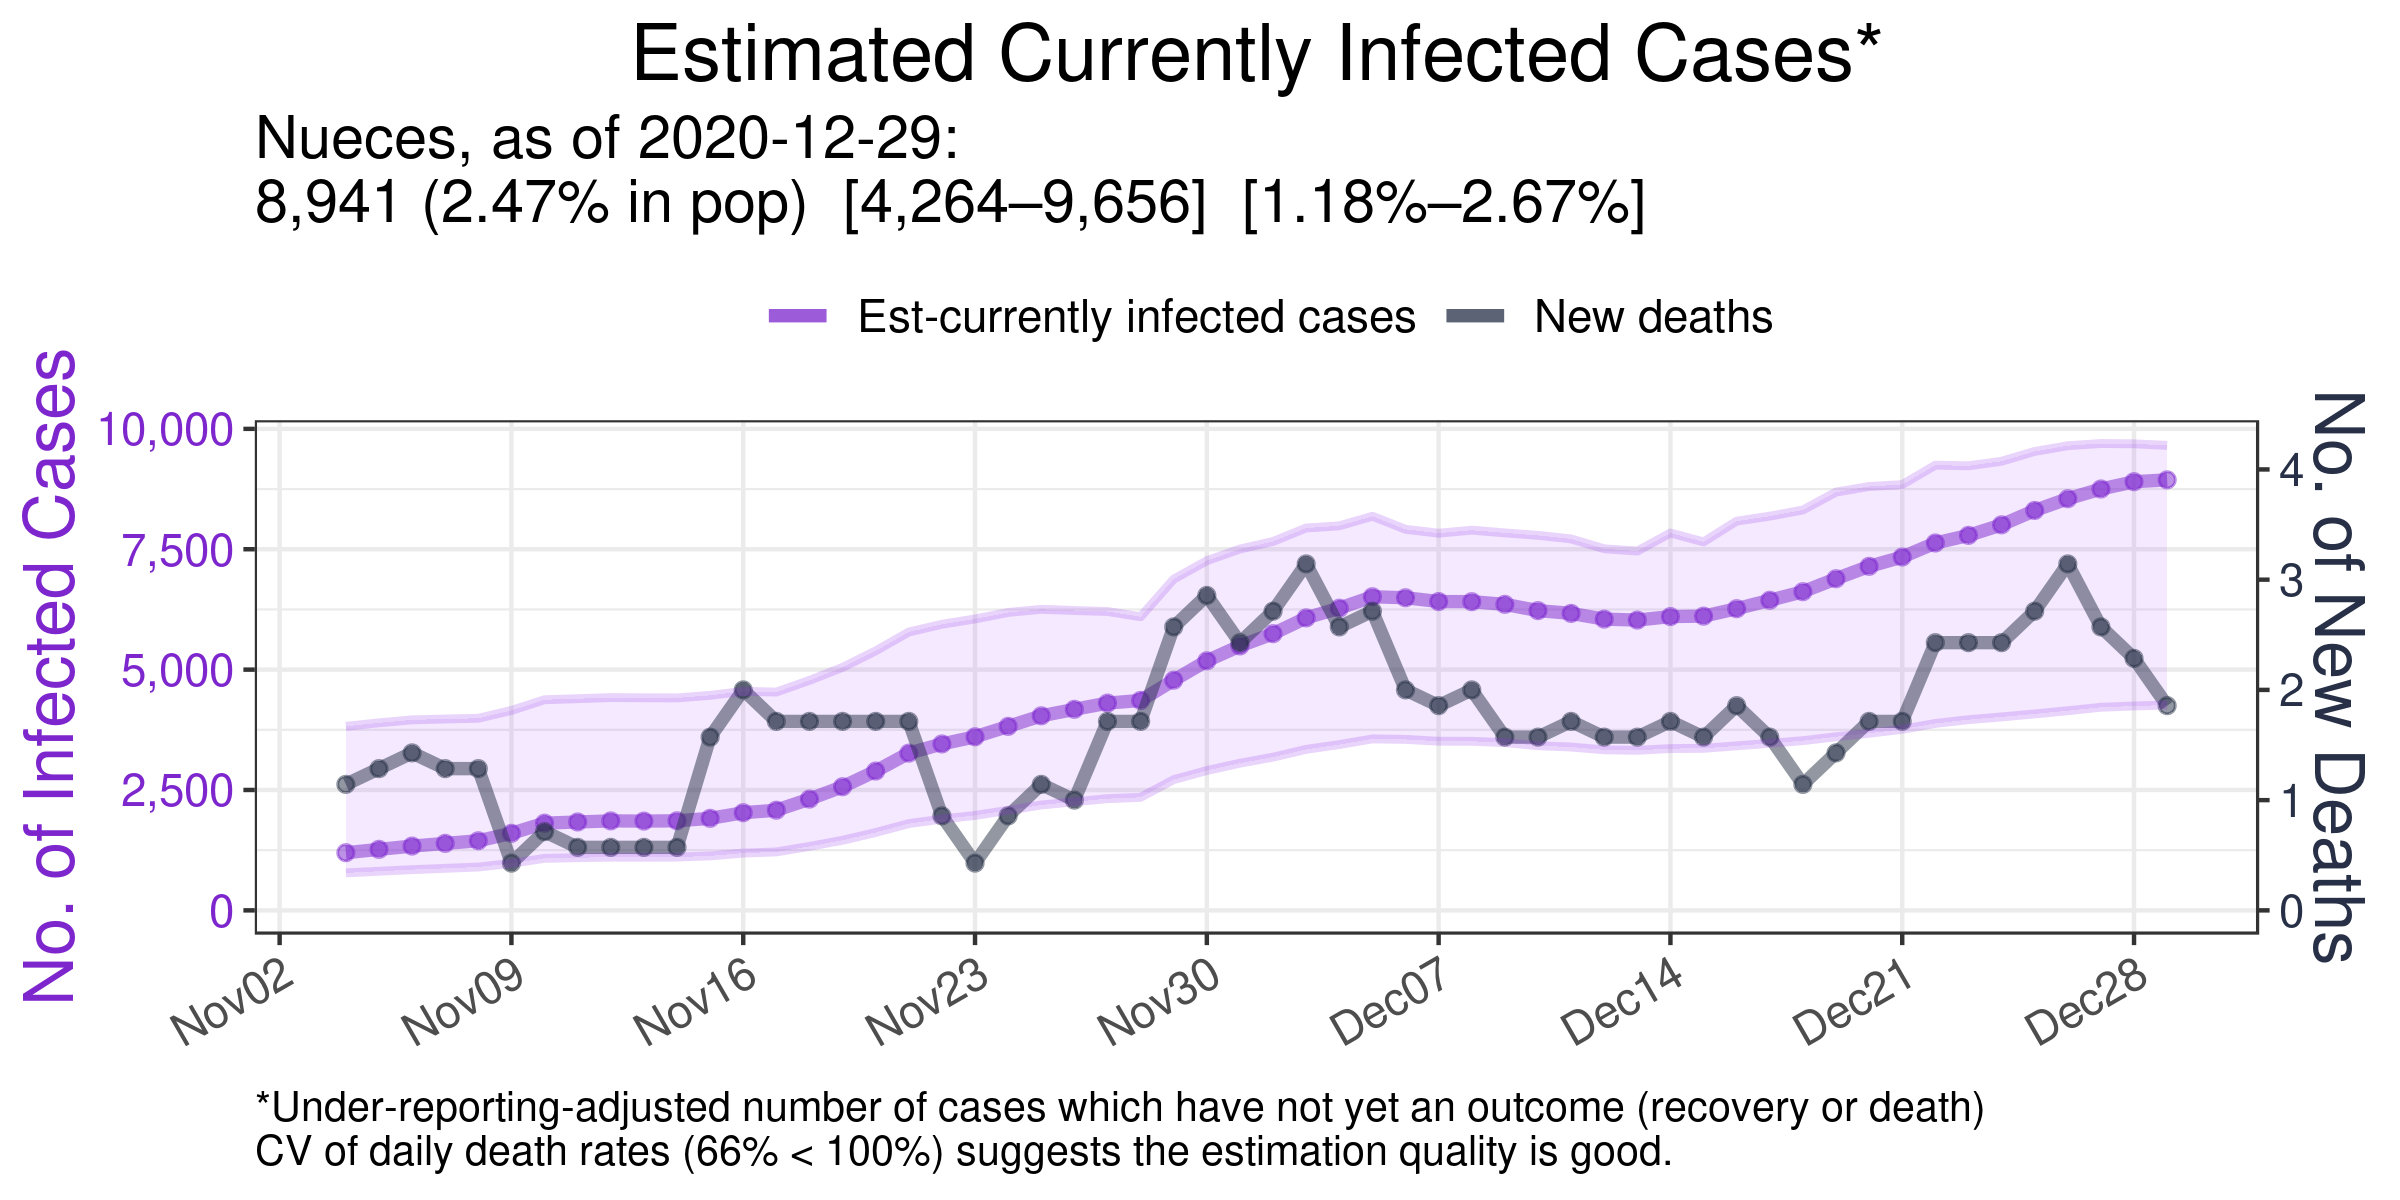 Estimated Currently Infected Cases*
Nueces, as of 2020-12-29:
8,941 (2.47% in pop)  [4,264–9,656]  [1.18%–2.67%]
Est-currently infected cases
New deaths
No. of Infected Cases
10,000
7,500
5,000
2,500
0
No. of New Deaths
4
3
2
1
0
Nov02
Nov09
Nov16
Nov23
Nov30
Dec07
Dec14
Dec21
Dec28
*Under-reporting-adjusted number of cases which have not yet an outcome (recovery or death)
CV of daily death rates (66% < 100%) suggests the estimation quality is good.